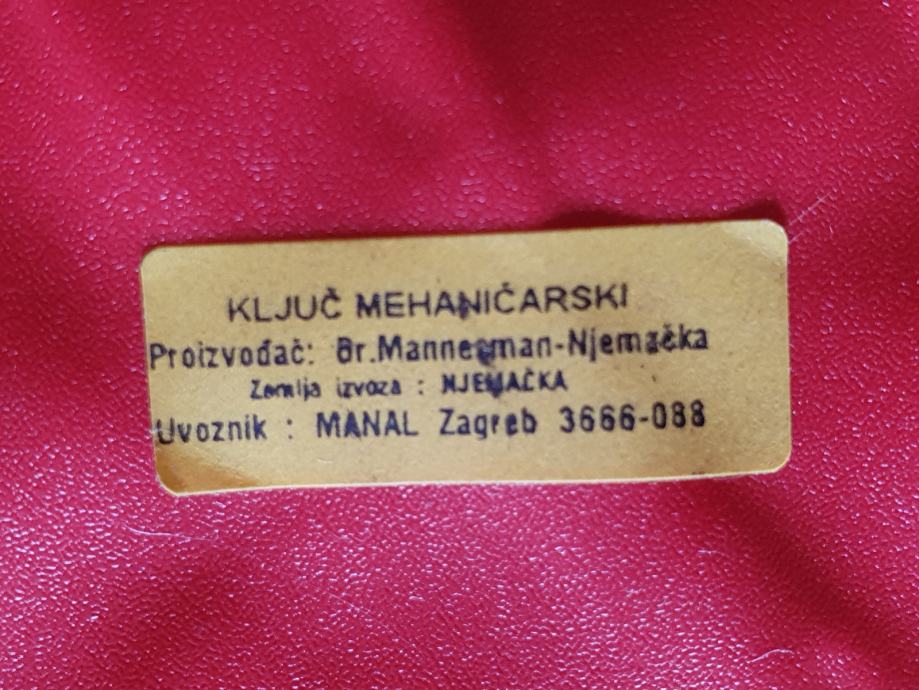 KLJUČ MEHANIČARSKI
Proizvođač: Br.Mannesman-Njemačka
Zemlja izvoza : NJEMAČKA
Uvoznik : MANAL Zagreb 3666-088